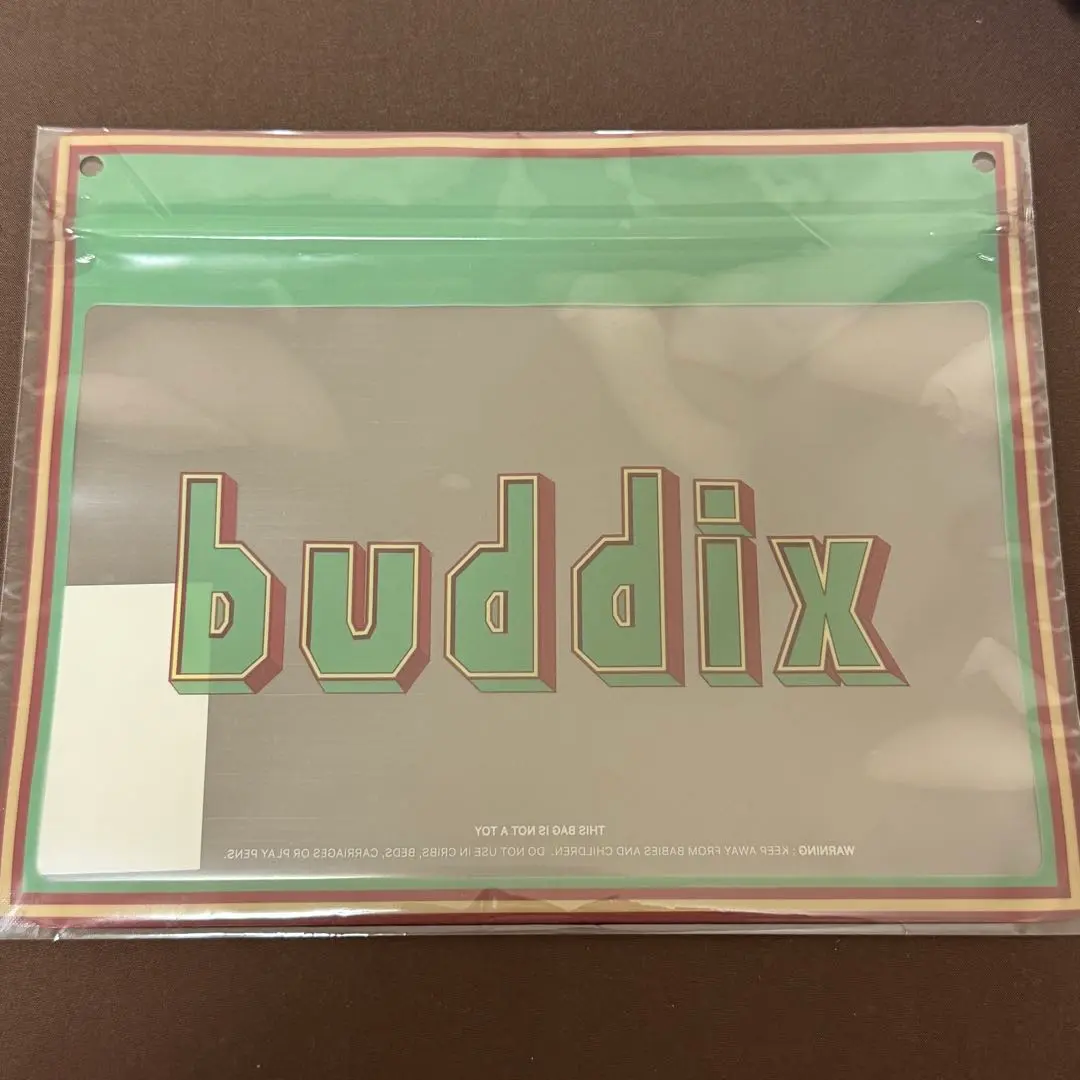 buddix
THIS BAG IS NOT A TOY
WARNING : KEEP AWAY FROM BABIES AND CHILDREN. DO NOT USE IN CRIBS, BEDS, CARRIAGES OR PLAY PENS.